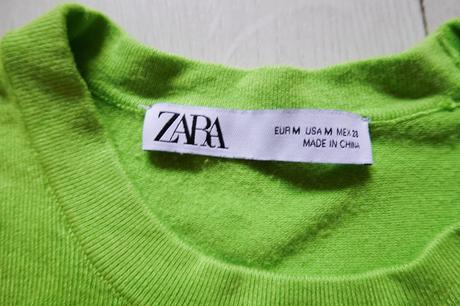 ZARA
EUR M USA M MEX 28
MADE IN CHINA